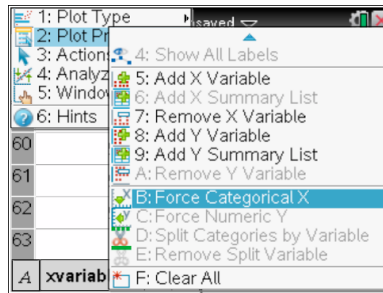 1: Plot Type
saved
2: Plot Pr
3: Action
4: Analyz
5: Windo
6: Hints
4: Show All Labels
5: Add X Variable
6: Add X Summary List
7: Remove X Variable
8: Add Y Variable
9: Add Y Summary List
A: Remove Y Variable
B: Force Categorical X
C: Force Numeric Y
D: Split Categories by Variable
E: Remove Split Variable
F: Clear All
60
61
62
63
A xvariab